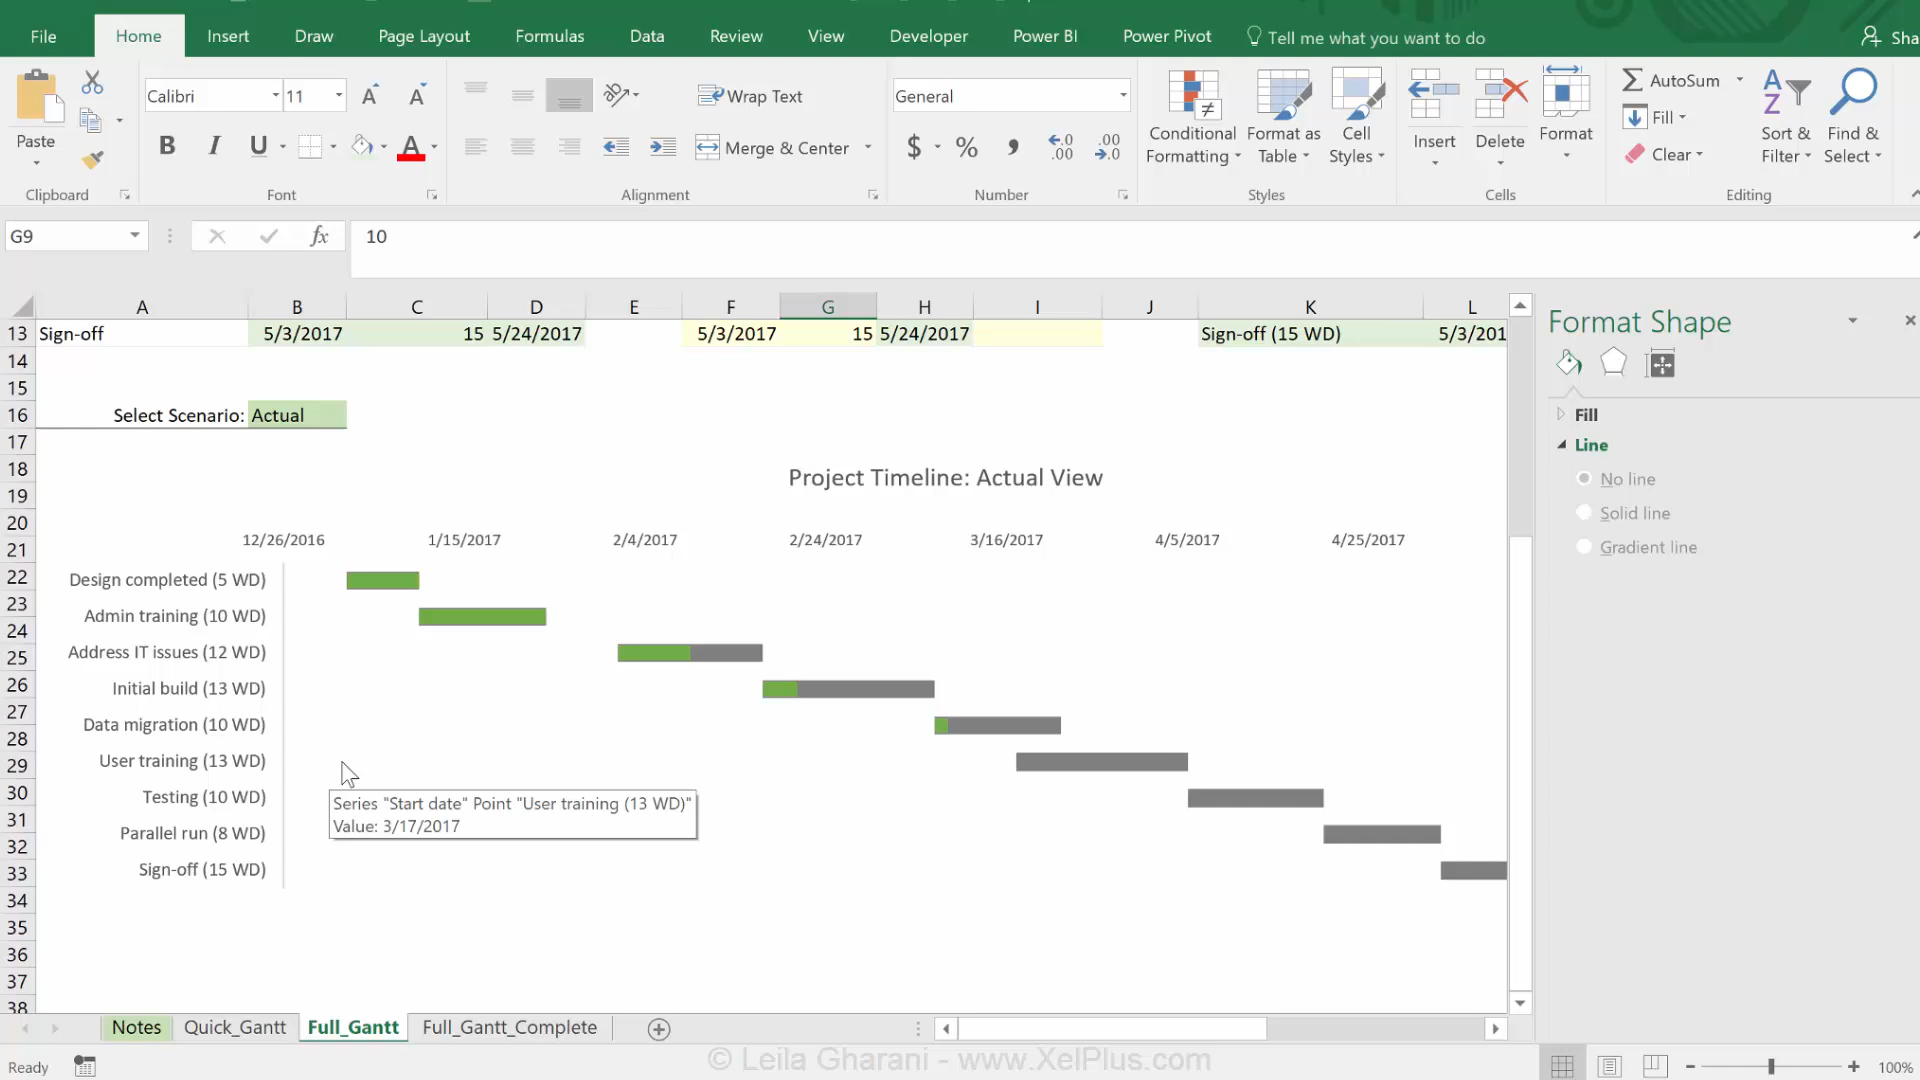 File Home Insert Draw Page Layout Formulas Data Review View Developer Power BI Power Pivot Tell me what you want to do Sha
Paste Calibri 11 Wrap Text General Conditional Formatting Format as Table Cell Styles Insert Delete Format AutoSum Fill Clear Sort & Filter Find & Select
B I U A Merge & Center $ % ,
Clipboard Font Alignment Number Styles Cells Editing
G9 fx 10
A B C D E F G H I J K L
13 Sign-off 5/3/2017 15 5/24/2017 5/3/2017 15 5/24/2017 Sign-off (15 WD) 5/3/201
14
15
16 Select Scenario: Actual
17
18
Project Timeline: Actual View
19
20
12/26/2016 1/15/2017 2/4/2017 2/24/2017 3/16/2017 4/5/2017 4/25/2017
21
22
Design completed (5 WD)
23
Admin training (10 WD)
24
25
Address IT issues (12 WD)
26
Initial build (13 WD)
27
Data migration (10 WD)
28
29
User training (13 WD)
30
Testing (10 WD)
Series "Start date" Point "User training (13 WD)"
Value: 3/17/2017
31
Parallel run (8 WD)
32
33
Sign-off (15 WD)
34
35
36
37
38
Format Shape
Fill
Line
No line
Solid line
Gradient line
Notes Quick_Gantt Full_Gantt Full_Gantt_Complete
Ready
© Leila Gharani - www.XelPlus.com
100%